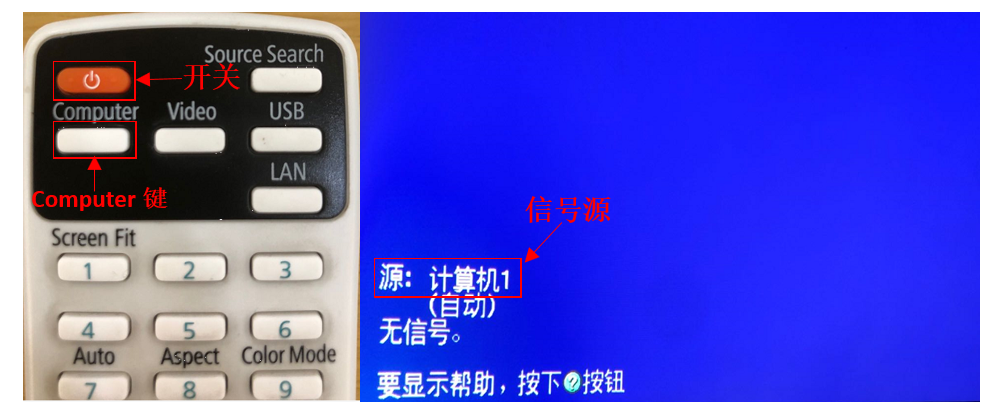 Source Search
开关
Computer Video USB
LAN
Computer 键
Screen Fit
1 2 3
4 5 6
Auto Aspect Color Mode
7 8 9
信号源
源: 计算机1
(自动)
无信号。
要显示帮助，按下?按钮